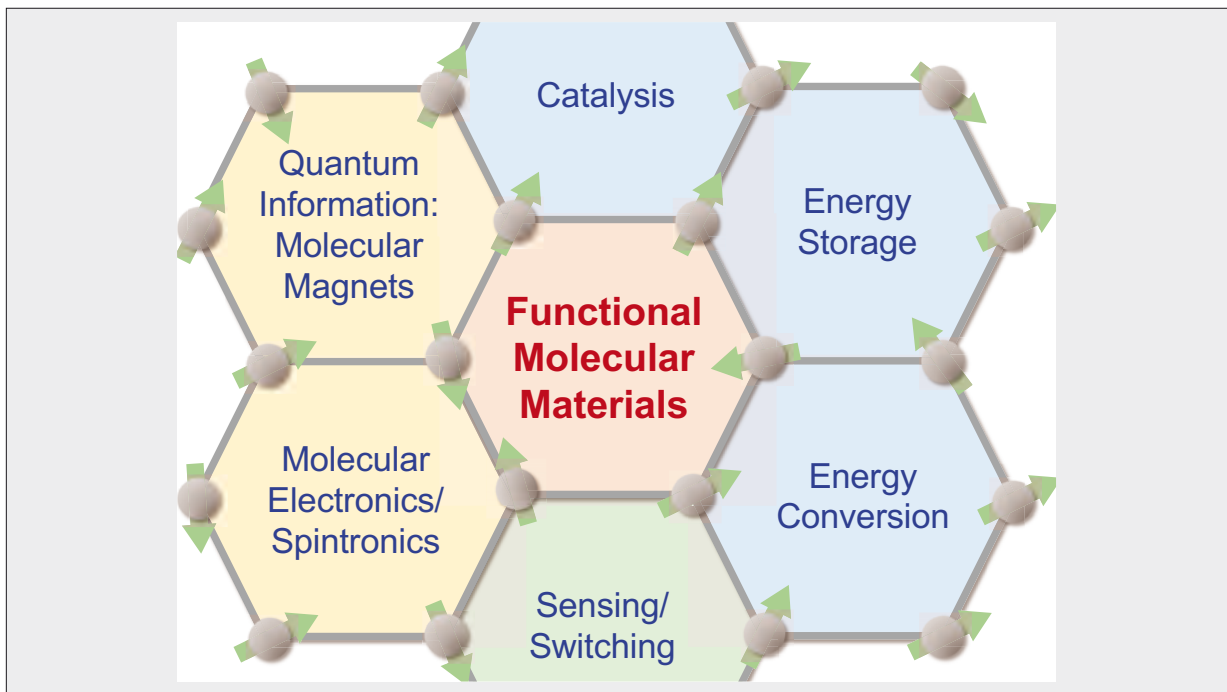 Catalysis
Quantum
Information:
Molecular
Magnets
Energy
Storage
Functional
Molecular
Materials
Molecular
Electronics/
Spintronics
Energy
Conversion
Sensing/
Switching